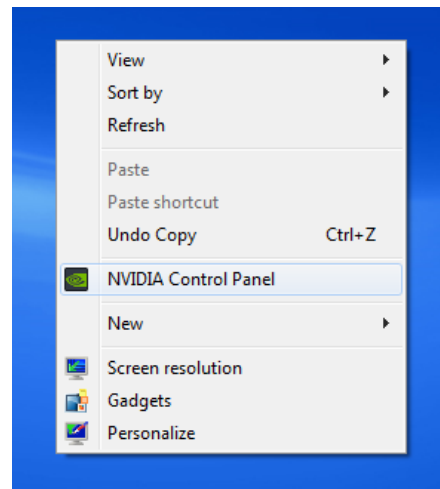 View
Sort by
Refresh
Paste
Paste shortcut
Undo Copy Ctrl+Z
NVIDIA Control Panel
New
Screen resolution
Gadgets
Personalize